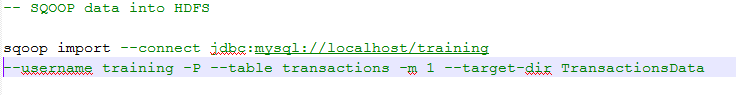 -- SQOOP data into HDFS
sqoop import --connect jdbc:mysql://localhost/training
--username training -P --table transactions -m 1 --target-dir TransactionsData